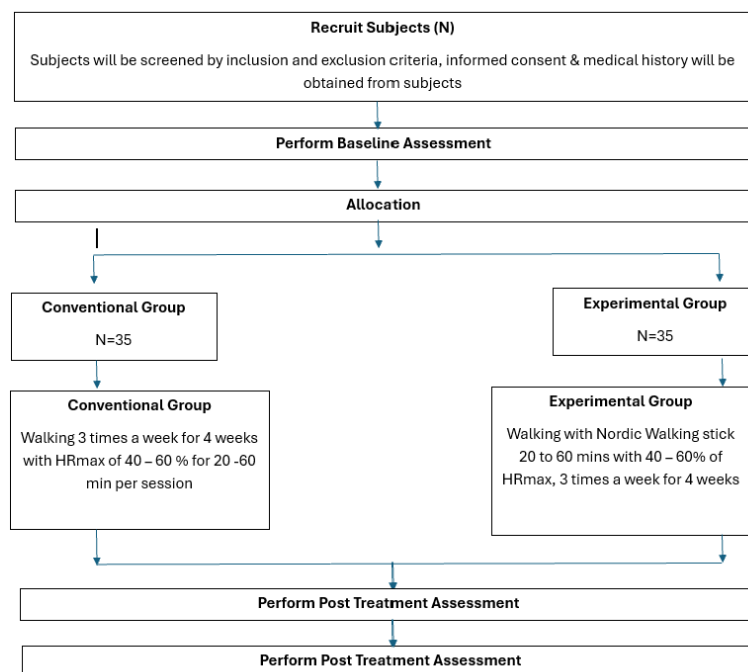 Recruit Subjects (N)
Subjects will be screened by inclusion and exclusion criteria, informed consent & medical history will be
obtained from subjects
Perform Baseline Assessment
Allocation
Conventional Group
N=35
Experimental Group
N=35
Conventional Group
Walking 3 times a week for 4 weeks
with HRmax of 40 – 60 % for 20 -60
min per session
Experimental Group
Walking with Nordic Walking stick
20 to 60 mins with 40 – 60% of
HRmax, 3 times a week for 4 weeks
Perform Post Treatment Assessment
Perform Post Treatment Assessment